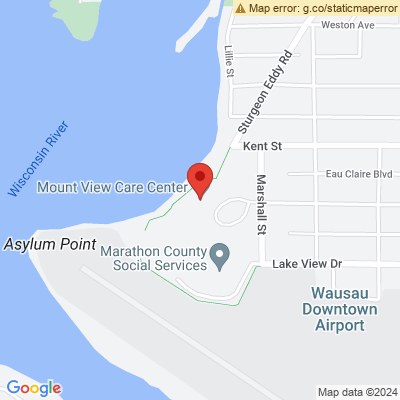 Map error: g.co/staticmaperror
Weston Ave
Lillie St
Sturgeon Eddy Rd
Wisconsin River
Kent St
Eau Claire Blvd
Mount View Care Center
Marshall St
Asylum Point
Marathon County
Social Services
Lake View Dr
Wausau
Downtown
Airport
Google
Map data ©2024